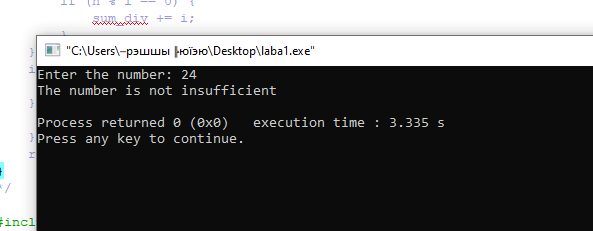 if (n % i == 0) {
sum_div += i;
}
}
"C:\Users\–рэшшы ╠юїэю\Desktop\laba1.exe"
i
Enter the number: 24
The number is not insufficient
}
Process returned 0 (0x0)   execution time : 3.335 s
}
Press any key to continue.
r
}
*/
#incl